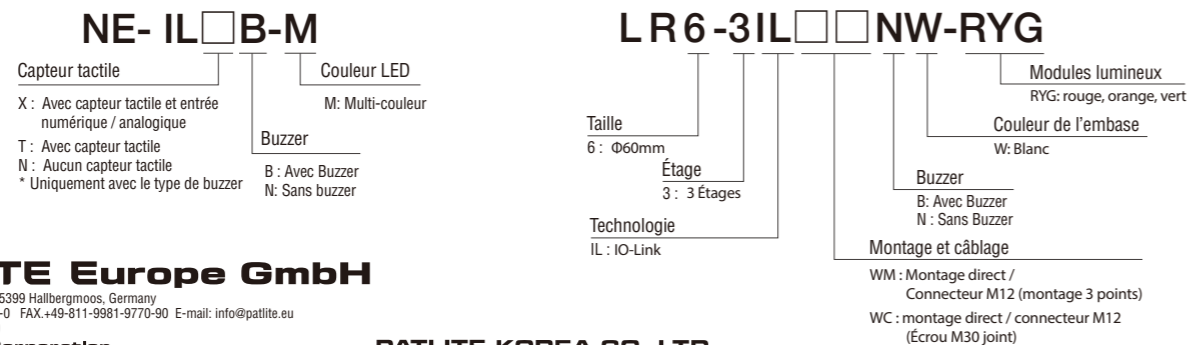 NE- IL□B-M
Capteur tactile
X : Avec capteur tactile et entrée
numérique / analogique
T : Avec capteur tactile
N : Aucun capteur tactile
* Uniquement avec le type de buzzer
Buzzer
B : Avec Buzzer
N: Sans buzzer
Couleur LED
M: Multi-couleur
LR6-3IL□□NW-RYG
Modules lumineux
RYG: rouge, orange, vert
Couleur de l’embase
W: Blanc
Taille
6 : Φ60mm
Étage
3 : 3 Étages
Buzzer
B: Avec Buzzer
N : Sans Buzzer
Technologie
IL : IO-Link
Montage et câblage
WM : Montage direct /
Connecteur M12 (montage 3 points)
WC : montage direct / connecteur M12
(Écrou M30 joint)
TE Europe GmbH
5399 Hallbergmoos, Germany
-0 FAX.+49-811-9981-9770-90 E-mail: info@patlite.eu